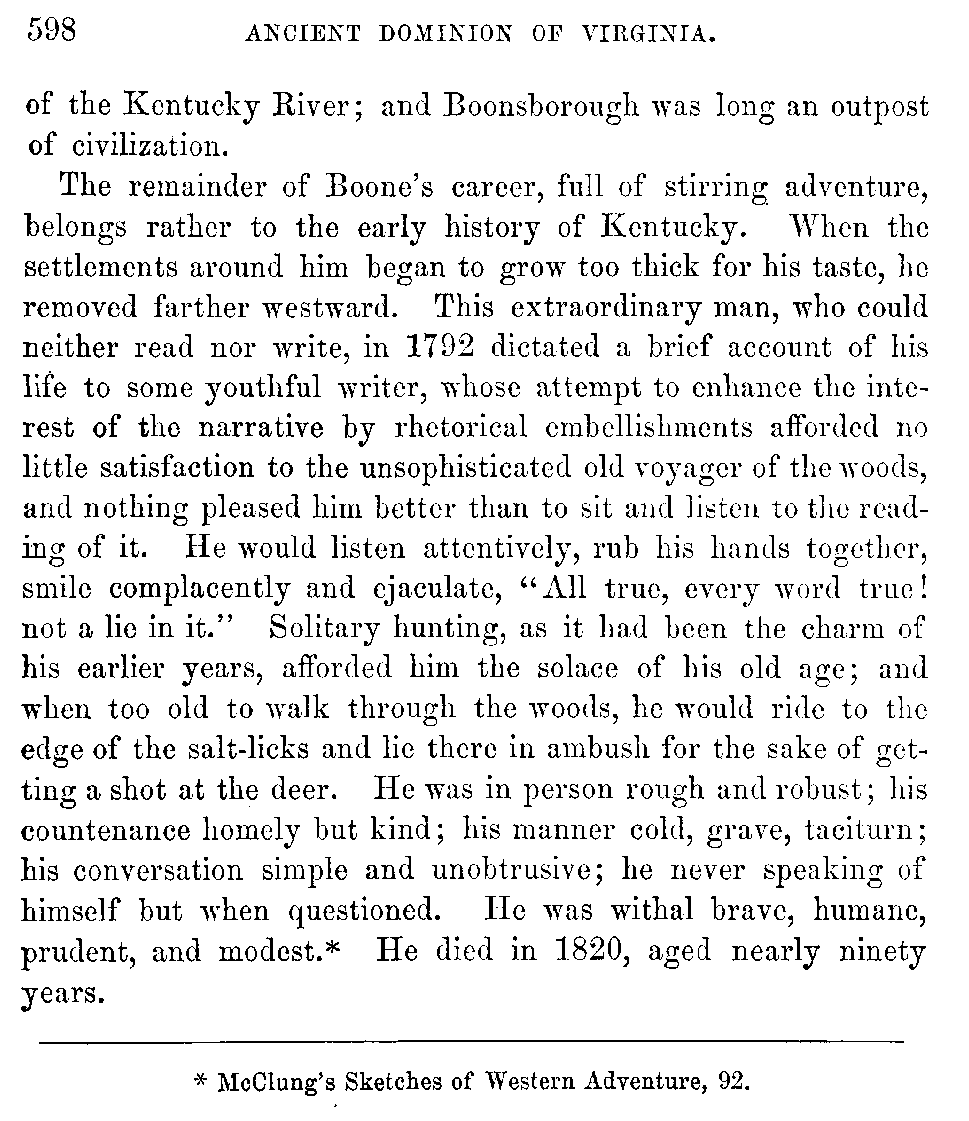 598 ANCIENT DOMINION OF VIRGINIA.
of the Kentucky River; and Boonsborough was long an outpost
of civilization.
The remainder of Boone's career, full of stirring adventure,
belongs rather to the early history of Kentucky. When the
settlements around him began to grow too thick for his taste, he
removed farther westward. This extraordinary man, who could
neither read nor write, in 1792 dictated a brief account of his
life to some youthful writer, whose attempt to enhance the inte-
rest of the narrative by rhetorical embellishments afforded no
little satisfaction to the unsophisticated old voyager of the woods,
and nothing pleased him better than to sit and listen to the read-
ing of it. He would listen attentively, rub his hands together,
smile complacently and ejaculate, "All true, every word true!
not a lie in it." Solitary hunting, as it had been the charm of
his earlier years, afforded him the solace of his old age; and
when too old to walk through the woods, he would ride to the
edge of the salt-licks and lie there in ambush for the sake of get-
ting a shot at the deer. He was in person rough and robust; his
countenance homely but kind; his manner cold, grave, taciturn;
his conversation simple and unobtrusive; he never speaking of
himself but when questioned. He was withal brave, humane,
prudent, and modest.* He died in 1820, aged nearly ninety
years.
* McClung's Sketches of Western Adventure, 92.